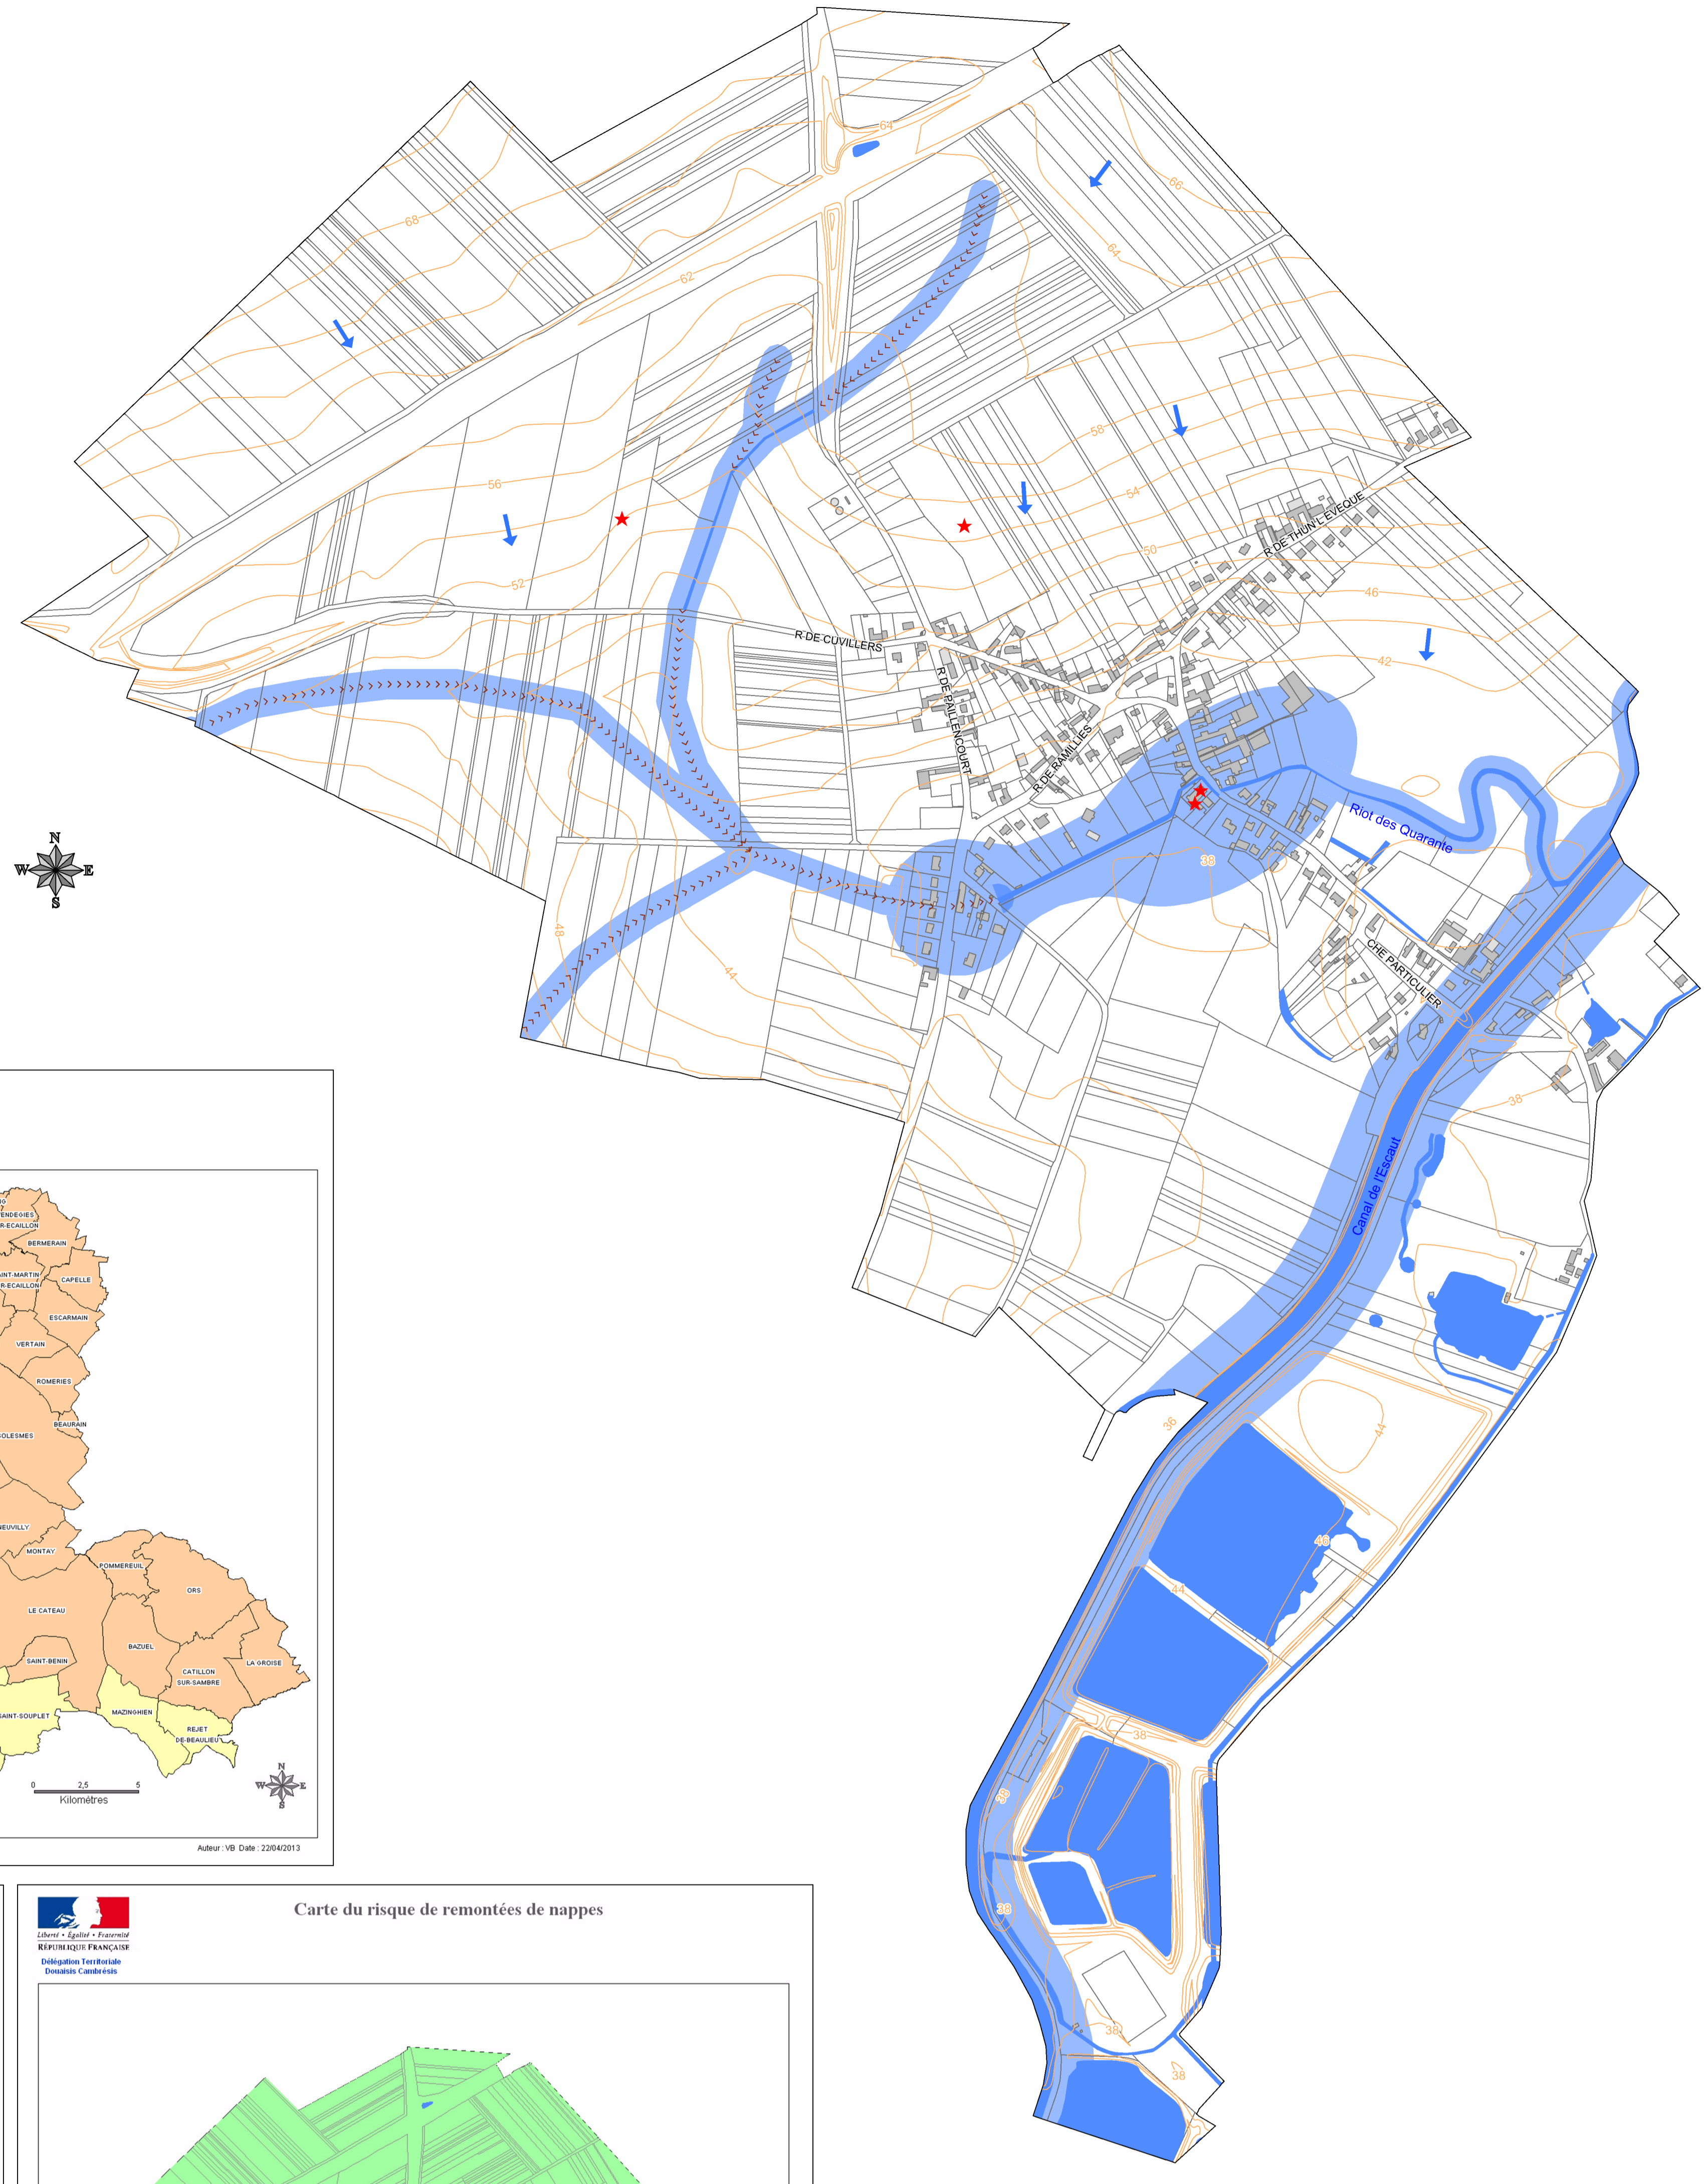 64
66
68
64
62
58
56
54
R DE THUN L'EVEQUE
50
52
46
R DE CUVILLERS
42
R DE PAILLENCOURT
R DE RAMILLIES
Riot des Quarante
N
W E
S
38
48
44
CHE PARTICULIER
38
Canal de l'Escaut
36
44
46
44
38
38
38
38
38
BERMERAIN
CAPELLE
ESCARMAIN
VERTAIN
ROMERIES
BEAURAIN
MONTAY
POMMEREUIL
ORS
LE CATEAU
BAZUEL
SAINT-BENIN
CATILLON
SUR-SAMBRE
LA GROISE
MAZINGHIEN
REJET
DE-BEAULIEU
N
W E
S
0 2,5 5
Kilométres
Auteur : VB Date : 22/04/2013
Liberté • Égalité • Fraternité
RÉPUBLIQUE FRANÇAISE
Délégation Territoriale
Douaisis Cambrésis
Carte du risque de remontées de nappes